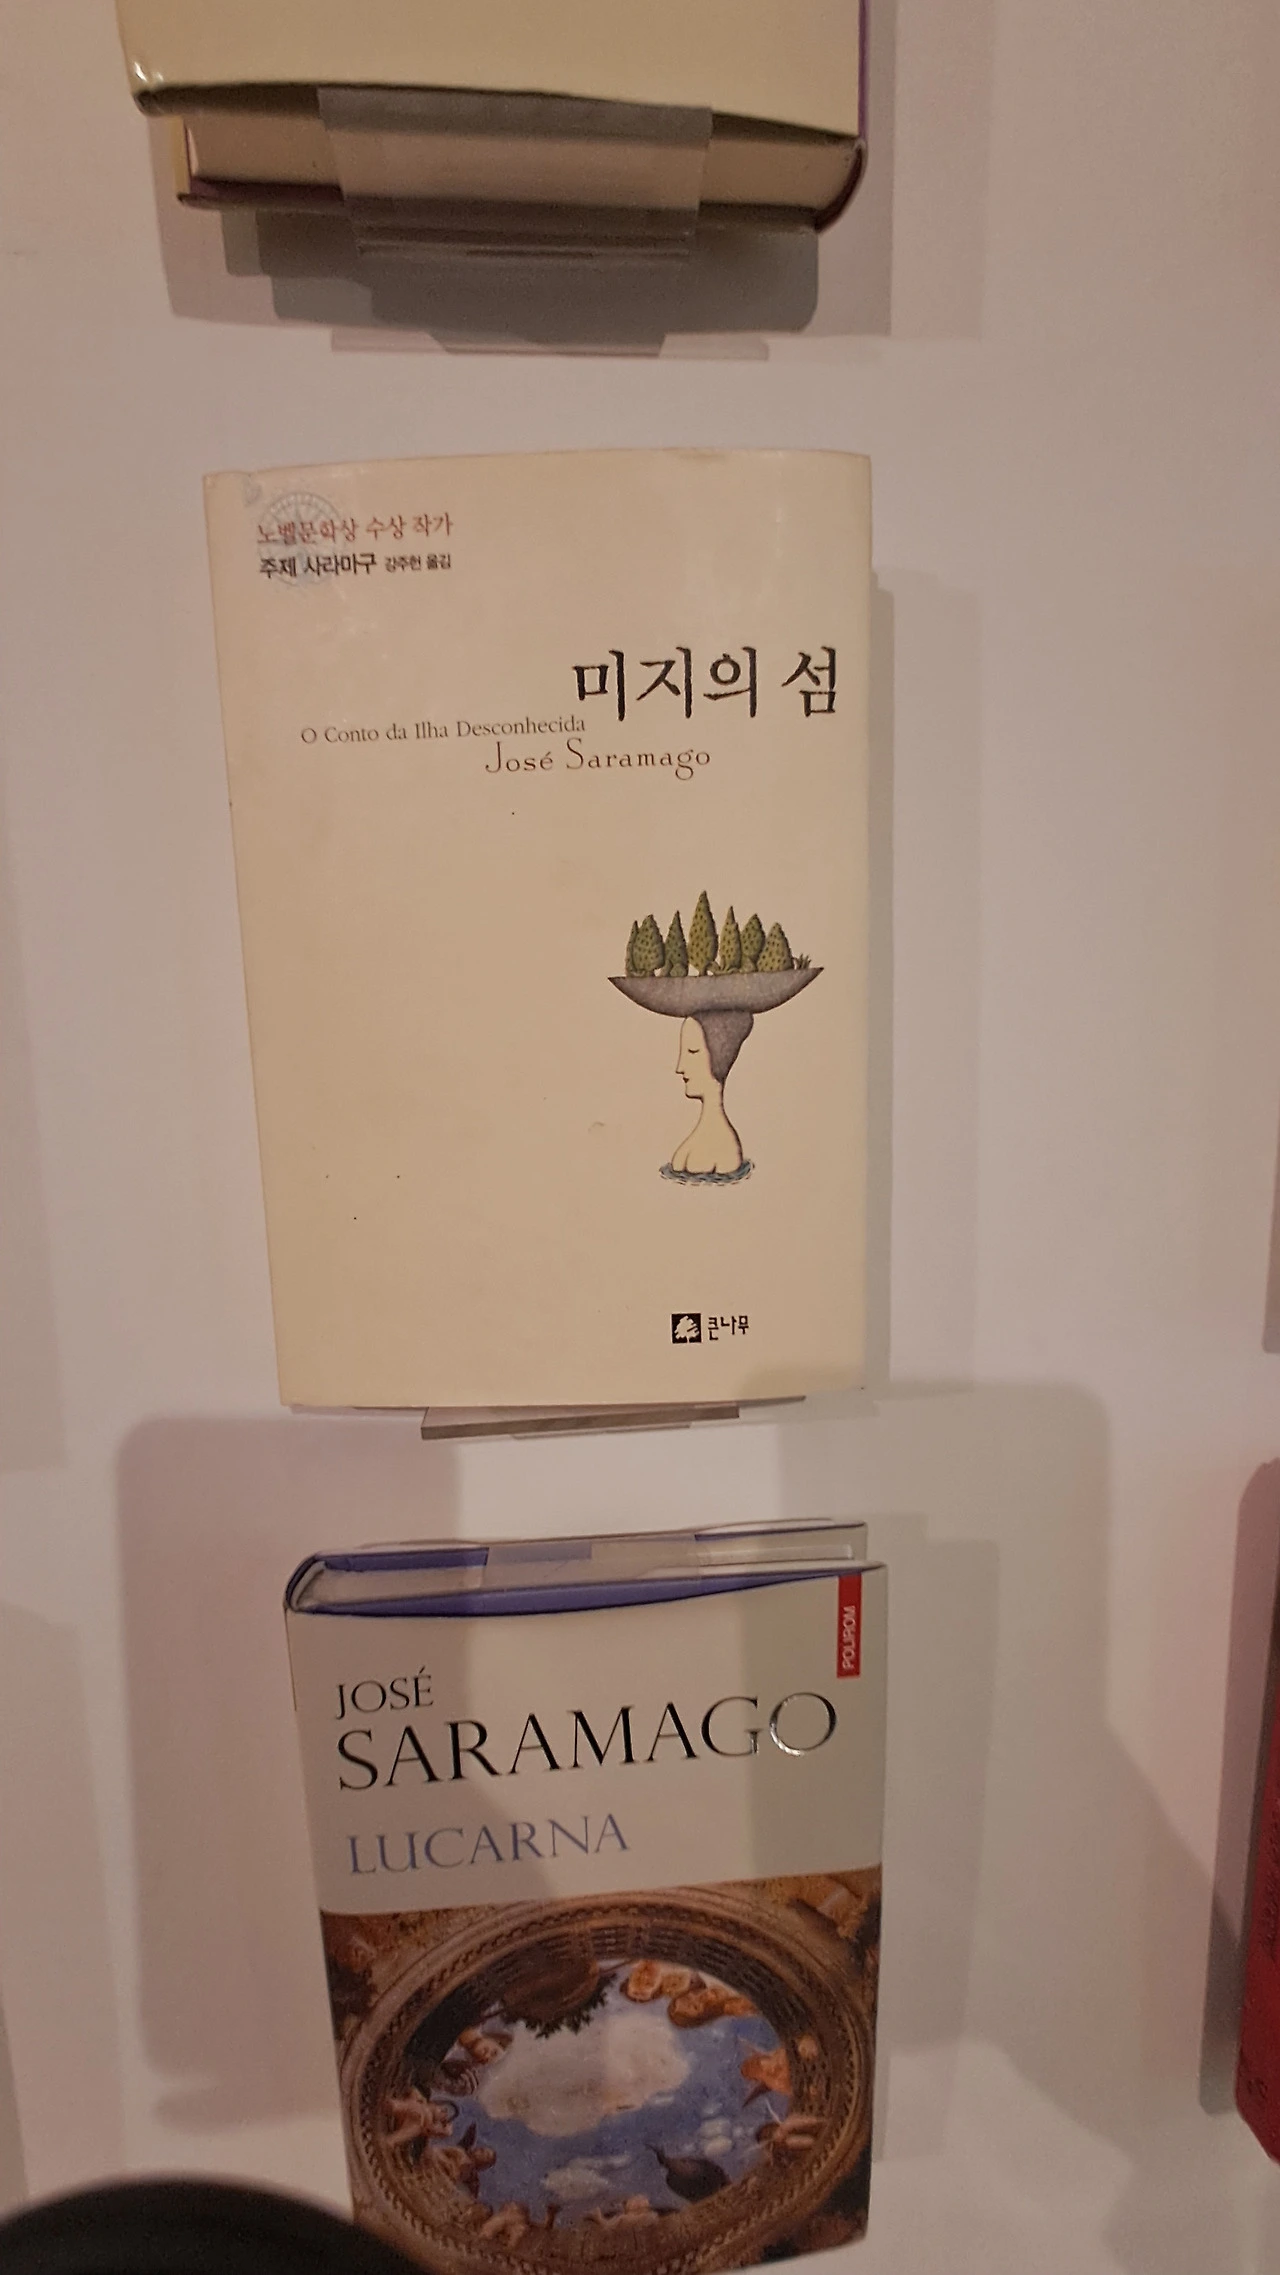 노벨문학상 수상 작가
주제 사라마구 강주헌 옮김
미지의 섬
O Conto da Ilha Desconhecida
José Saramago
큰나무
POLIROM
JOSÉ
SARAMAGO
LUCARNA